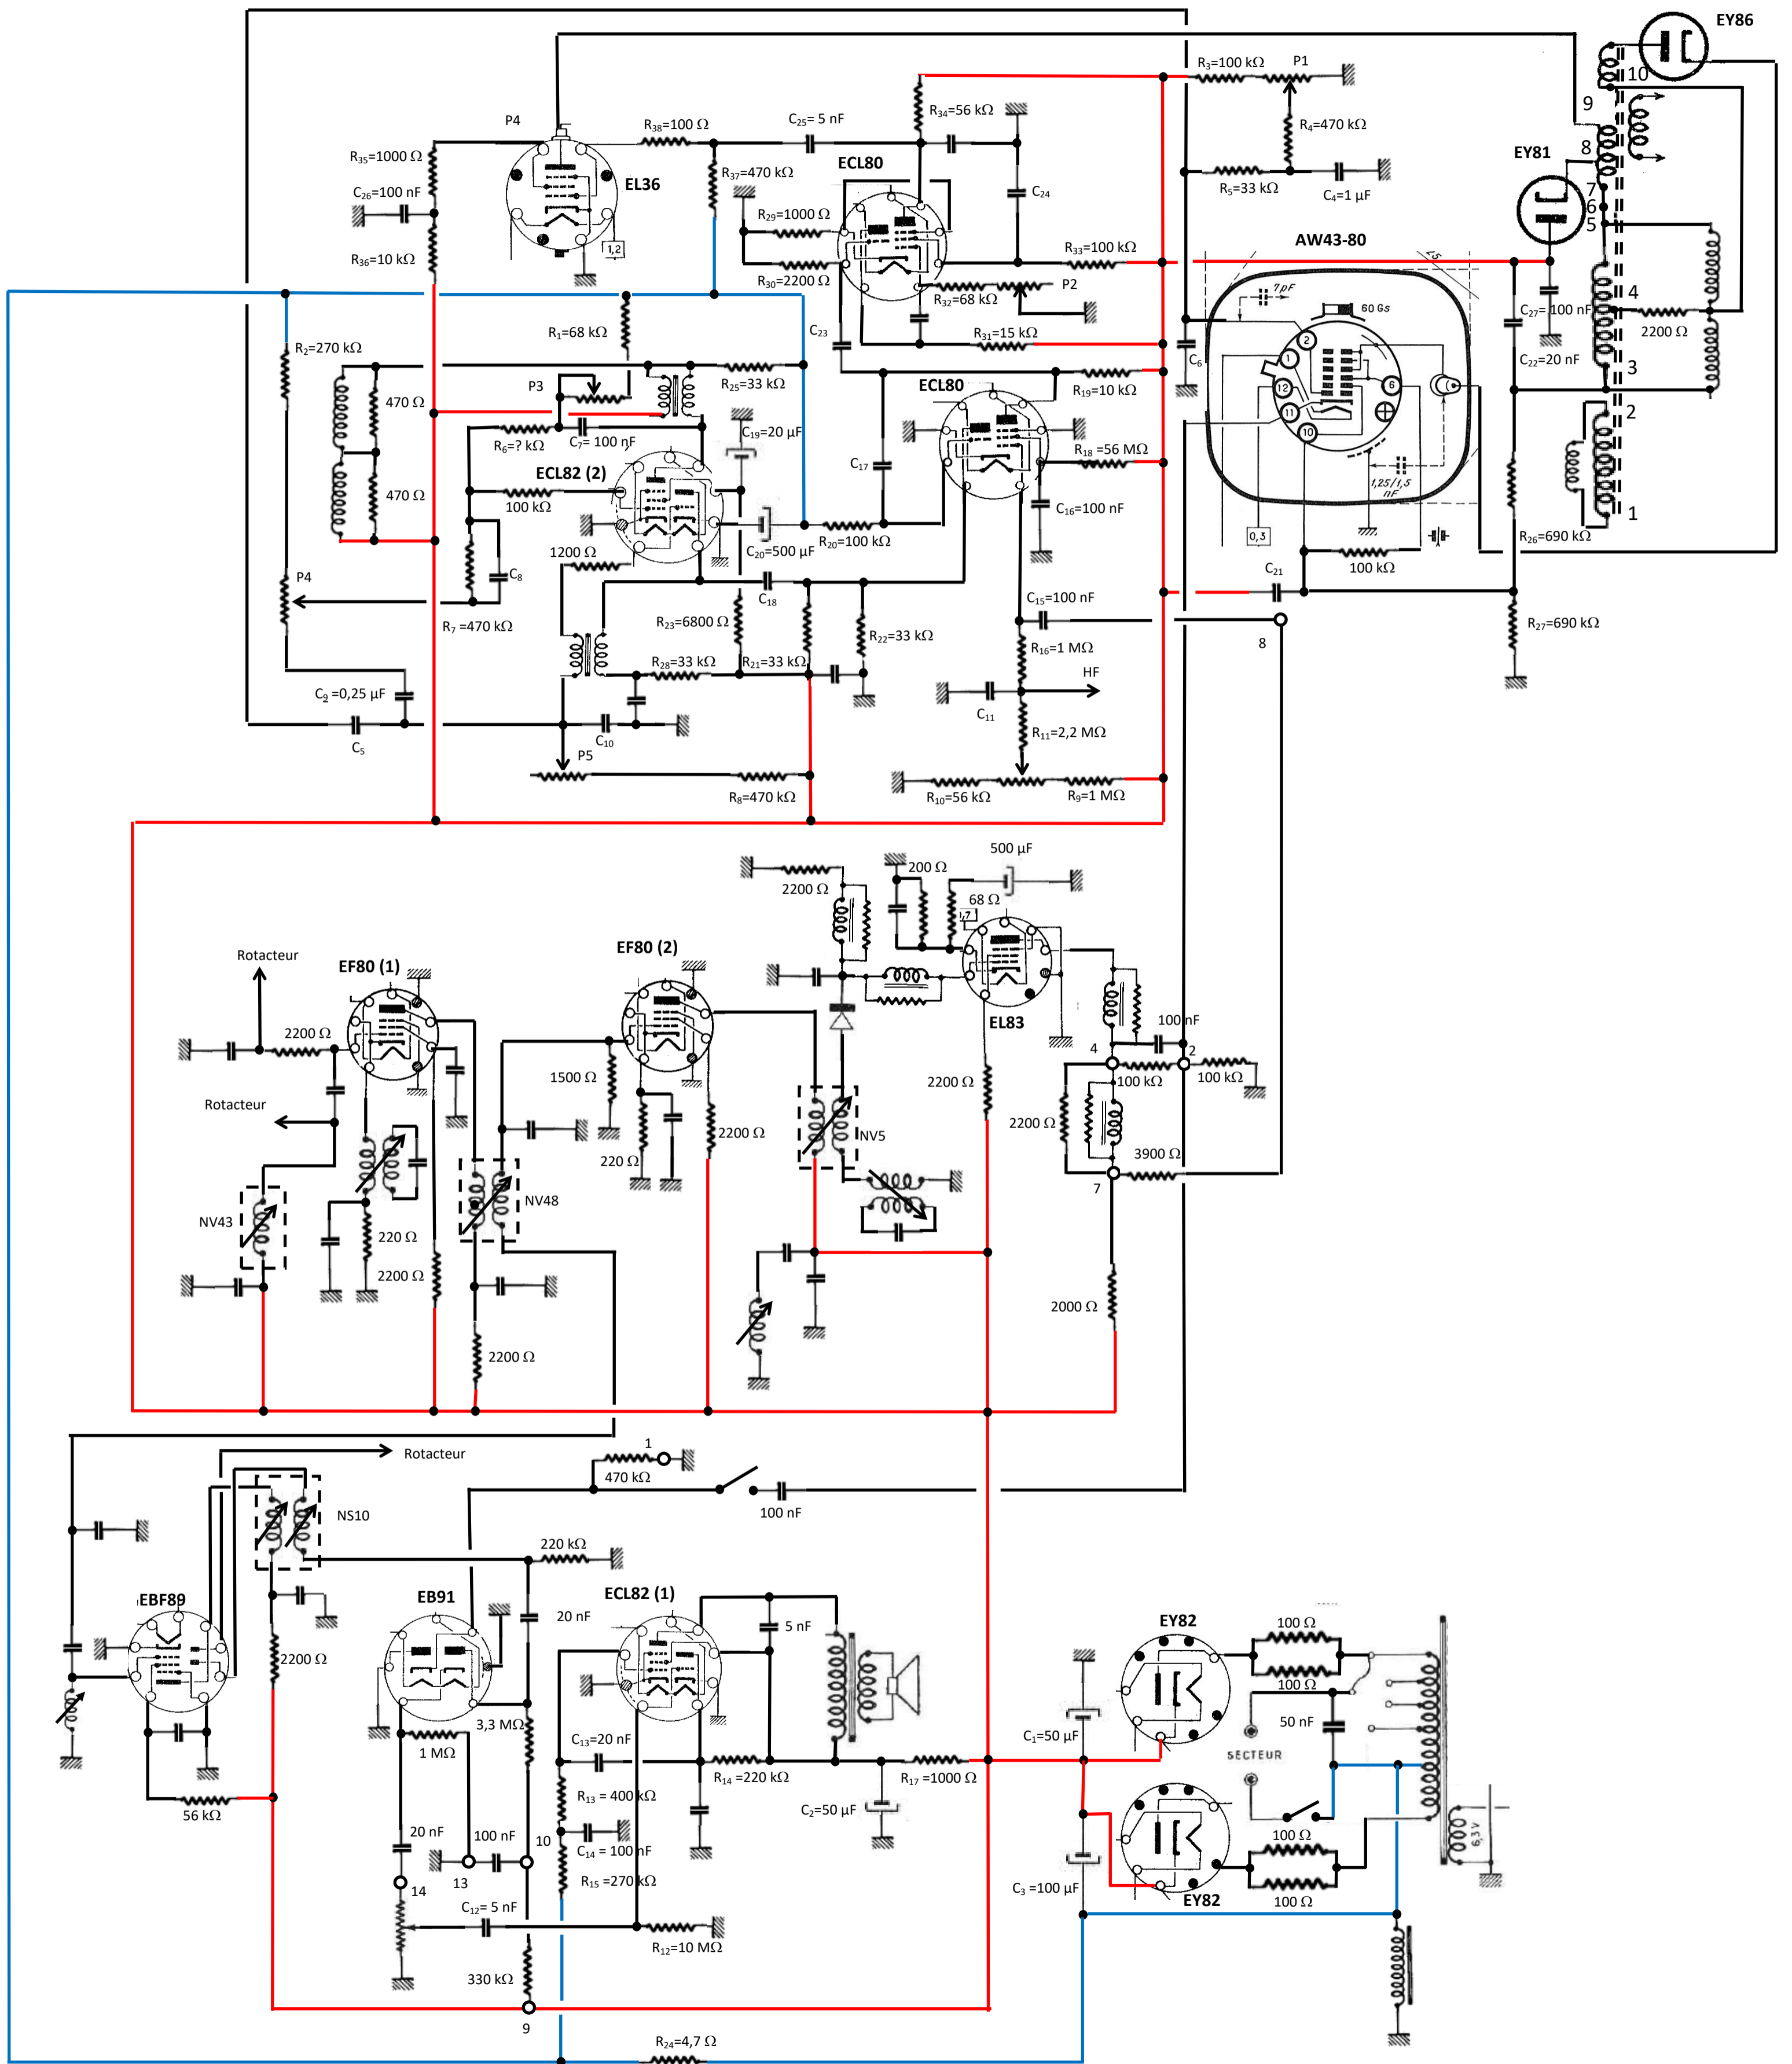 EY86
R3=100 kΩ
P1
10
9
P4
R38=100 Ω
C25= 5 nF
R34=56 kΩ
R4=470 kΩ
R35=1000 Ω
EL36
ECL80
EY81
8
C26=100 nF
R37=470 kΩ
C24
R5=33 kΩ
C4=1 µF
7
6
5
R29=1000 Ω
1,2
R33=100 kΩ
AW43-80
R36=10 kΩ
R30=2200 Ω
R32=68 kΩ
P2
7pF
60 Gs
4
C27= 100 nF
2200 Ω
R1=68 kΩ
C23
R31=15 kΩ
C6
2
1
12
11
10
6
C22=20 nF
3
R2=270 kΩ
P3
R25=33 kΩ
ECL80
R19=10 kΩ
470 Ω
R6=? kΩ
C7= 100 nF
C19=20 µF
2
ECL82 (2)
C17
R18=56 MΩ
1,25/1,5
nF
470 Ω
100 kΩ
C16=100 nF
1
0,3
R26=690 kΩ
1200 Ω
C20=500 µF
R20=100 kΩ
100 kΩ
P4
C8
C18
C21
C15=100 nF
R7 =470 kΩ
R23=6800 Ω
R22=33 kΩ
R27=690 kΩ
8
R28=33 kΩ
R21=33 kΩ
R16=1 MΩ
HF
C9 =0,25 µF
C11
R11=2,2 MΩ
C5
C10
P5
R8=470 kΩ
R10=56 kΩ
R9=1 MΩ
500 µF
200 Ω
2200 Ω
68 Ω
,7
Rotacteur
EF80 (1)
EF80 (2)
EL83
100 nF
2200 Ω
4
2
1500 Ω
2200 Ω
100 kΩ
100 kΩ
Rotacteur
2200 Ω
NV5
2200 Ω
220 Ω
3900 Ω
NV43
NV48
7
220 Ω
2200 Ω
2000 Ω
2200 Ω
Rotacteur
1
470 kΩ
NS10
100 nF
220 kΩ
EBF89
EB91
ECL82 (1)
20 nF
5 nF
EY82
100 Ω
2200 Ω
100 Ω
3,3 MΩ
50 nF
1 MΩ
C13=20 nF
C1=50 µF
SECTEUR
R14 =220 kΩ
R17=1000 Ω
R13 = 400 kΩ
56 kΩ
C2=50 µF
20 nF
100 nF
10
100 Ω
6,3 V
C14 = 100 nF
13
R15 =270 kΩ
C3 =100 µF
14
EY82
100 Ω
C12= 5 nF
R12=10 MΩ
330 kΩ
9
R24=4,7 Ω